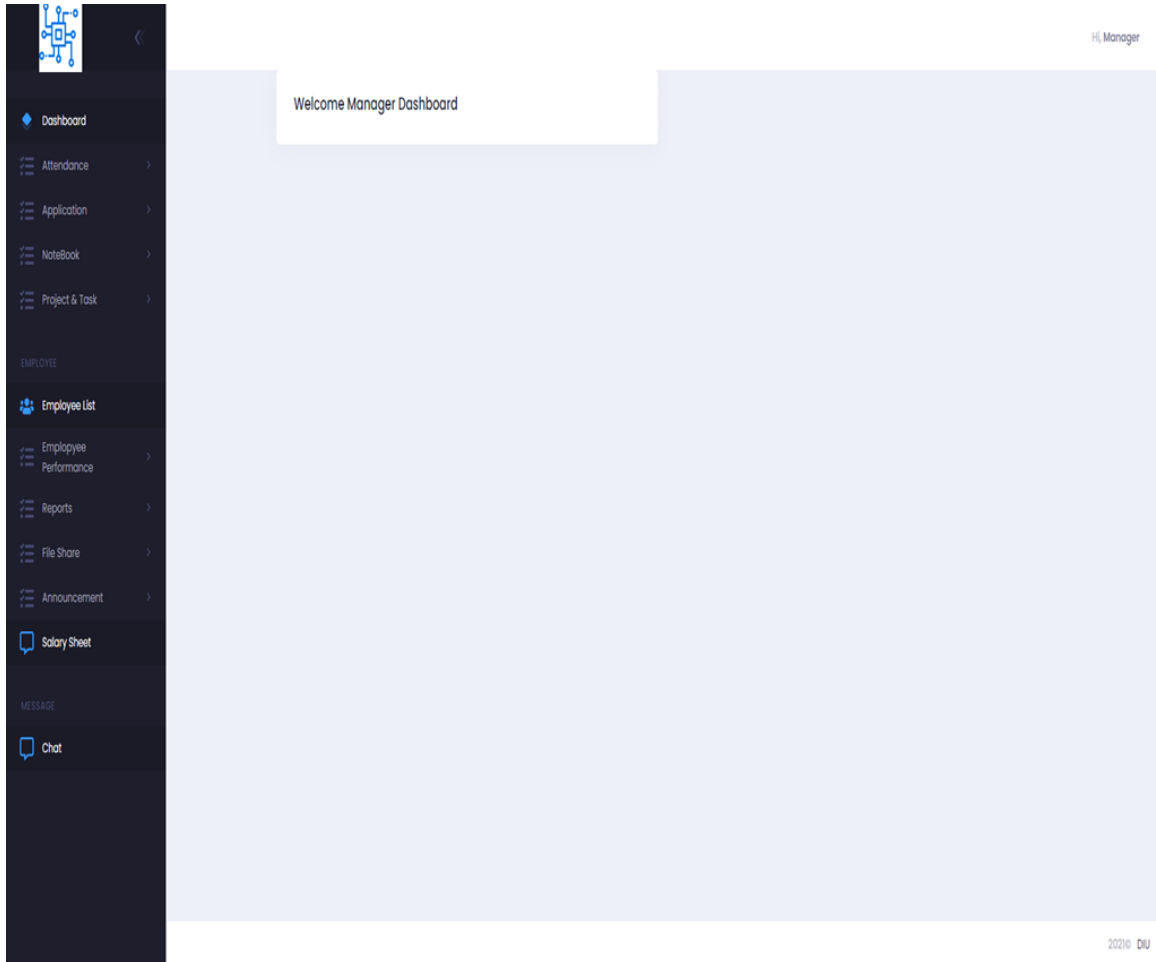 Hi, Manager
Welcome Manager Dashboard
Dashboard
Attendance
Application
NoteBook
Project & Task
EMPLOYEE
Employee List
Emplopyee
Performance
Reports
File Share
Announcement
Salary Sheet
MESSAGE
Chat
2021© DIU